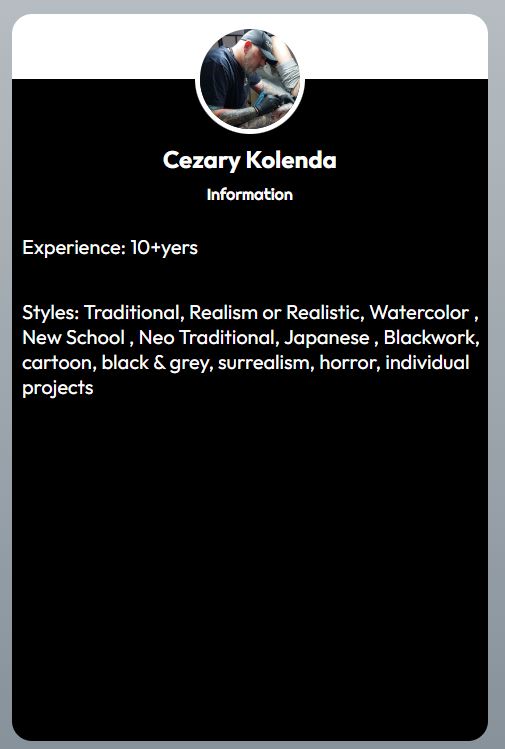 Cezary Kolenda
Information
Experience: 10+yers
Styles: Traditional, Realism or Realistic, Watercolor ,
New School , Neo Traditional, Japanese , Blackwork,
cartoon, black & grey, surrealism, horror, individual
projects